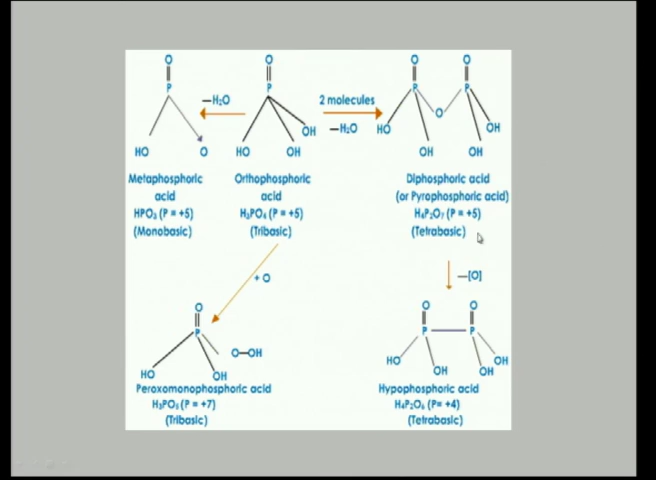 O
P
HO
O
Metaphosphoric
acid
HPO₃ (P = +5)
(Monobasic)
−H₂O
O
P
OH
HO
OH
Orthophosphoric
acid
H₃PO₄ (P = +5)
(Tribasic)
2 molecules
−H₂O
O
O
P
P
O
HO
OH
OH
OH
Diphosphoric acid
(or Pyrophosphoric acid)
H₄P₂O₇ (P = +5)
(Tetrabasic)
+ O
−[O]
O
P
O−OH
HO
OH
Peroxomonophosphoric acid
H₃PO₅ (P = +7)
(Tribasic)
O
O
P
P
HO
OH
OH
OH
Hypophosphoric acid
H₄P₂O₆ (P= +4)
(Tetrabasic)